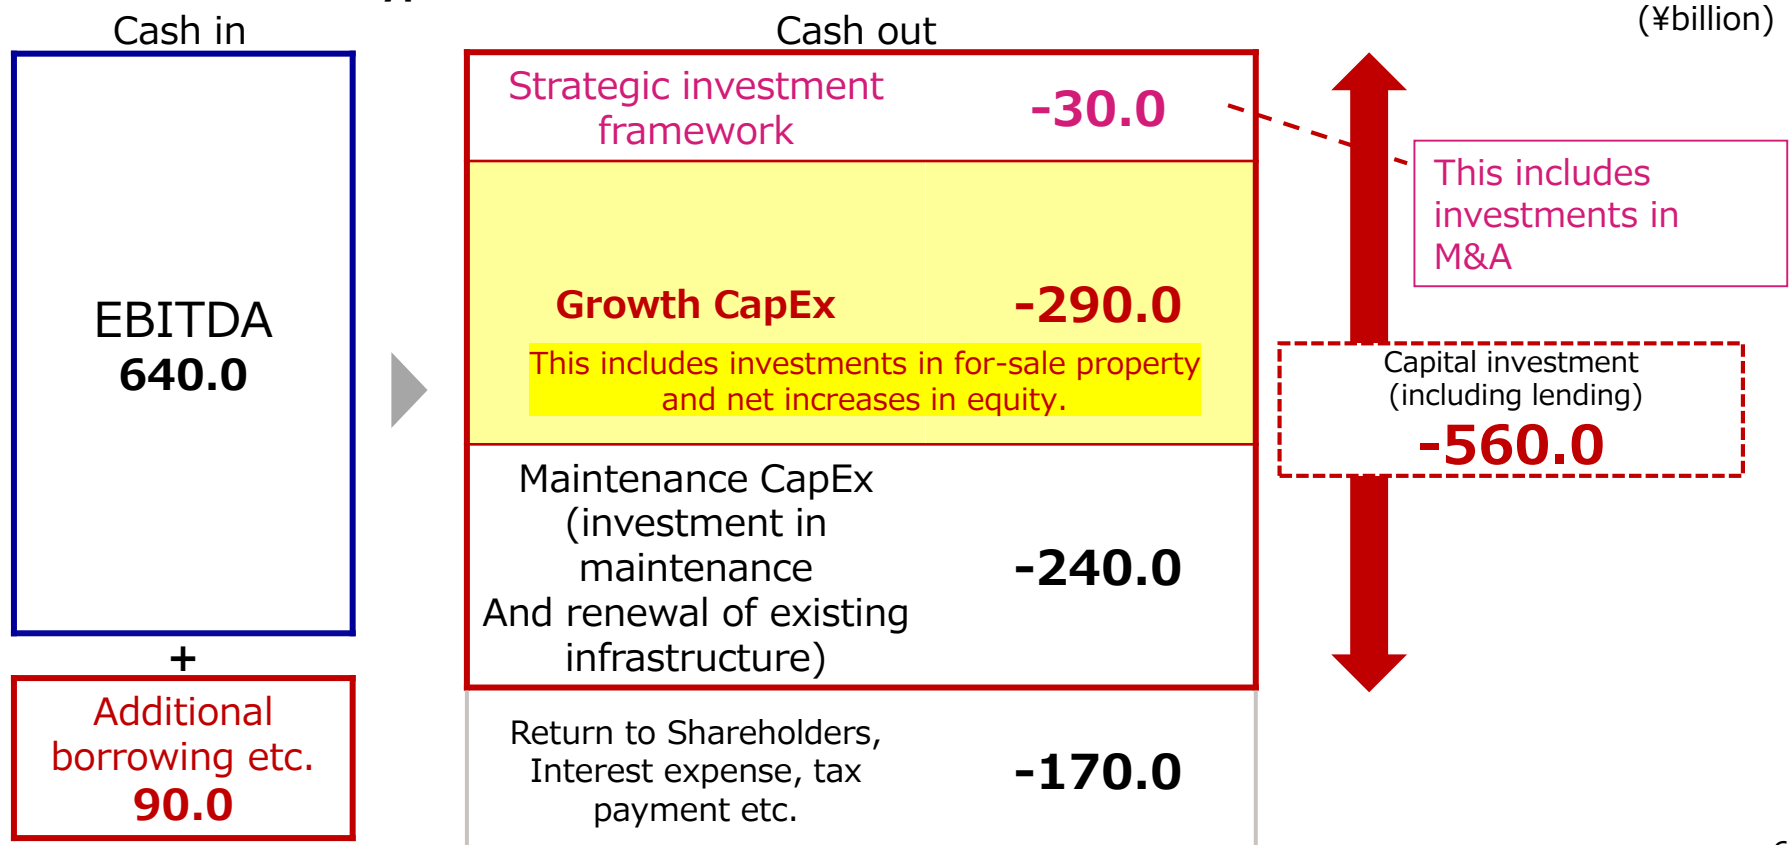 Cash in
Cash out
(¥billion)
EBITDA
640.0
+
Additional
borrowing etc.
90.0
Strategic investment
framework
-30.0
Growth CapEx
-290.0
This includes investments in for-sale property
and net increases in equity.
Maintenance CapEx
(investment in
maintenance
And renewal of existing
infrastructure)
-240.0
Return to Shareholders,
Interest expense, tax
payment etc.
-170.0
This includes
investments in
M&A
Capital investment
(including lending)
-560.0